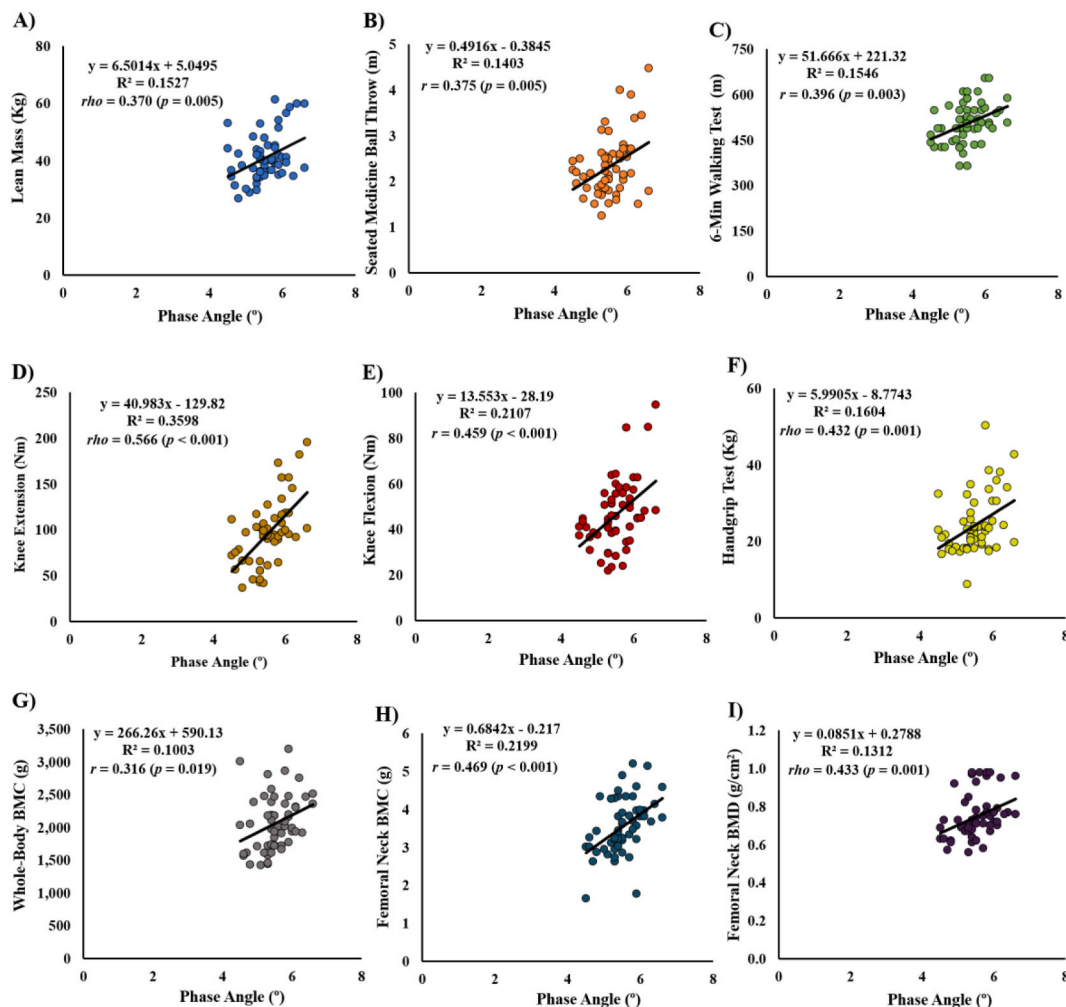 A)
y = 6.5014x + 5.0495
R² = 0.1527
rho = 0.370 (p = 0.005)
Lean Mass (Kg)
80
60
40
20
0
0 2 4 6 8
Phase Angle (º)
B)
y = 0.4916x - 0.3845
R² = 0.1403
r = 0.375 (p = 0.005)
Seated Medicine Ball Throw (m)
5
4
3
2
1
0
0 2 4 6 8
Phase Angle (º)
C)
y = 51.666x + 221.32
R² = 0.1546
r = 0.396 (p = 0.003)
6-Min Walking Test (m)
750
600
450
300
150
0
0 2 4 6 8
Phase Angle (º)
D)
y = 40.983x - 129.82
R² = 0.3598
rho = 0.566 (p < 0.001)
Knee Extension (Nm)
250
200
150
100
50
0
0 2 4 6 8
Phase Angle (º)
E)
y = 13.553x - 28.19
R² = 0.2107
r = 0.459 (p < 0.001)
Knee Flexion (Nm)
100
80
60
40
20
0
0 2 4 6 8
Phase Angle (º)
F)
y = 5.9905x - 8.7743
R² = 0.1604
rho = 0.432 (p = 0.001)
Handgrip Test (Kg)
60
40
20
0
0 2 4 6 8
Phase Angle (º)
G)
y = 266.26x + 590.13
R² = 0.1003
r = 0.316 (p = 0.019)
Whole-Body BMC (g)
3,500
3,000
2,500
2,000
1,500
1,000
500
0
0 2 4 6 8
Phase Angle (º)
H)
y = 0.6842x - 0.217
R² = 0.2199
r = 0.469 (p < 0.001)
Femoral Neck BMC (g)
6
5
4
3
2
1
0
0 2 4 6 8
Phase Angle (º)
I)
y = 0.0851x + 0.2788
R² = 0.1312
rho = 0.433 (p = 0.001)
Femoral Neck BMD (g/cm²)
1.2
1.0
0.8
0.6
0.4
0.2
0.0
0 2 4 6 8
Phase Angle (º)